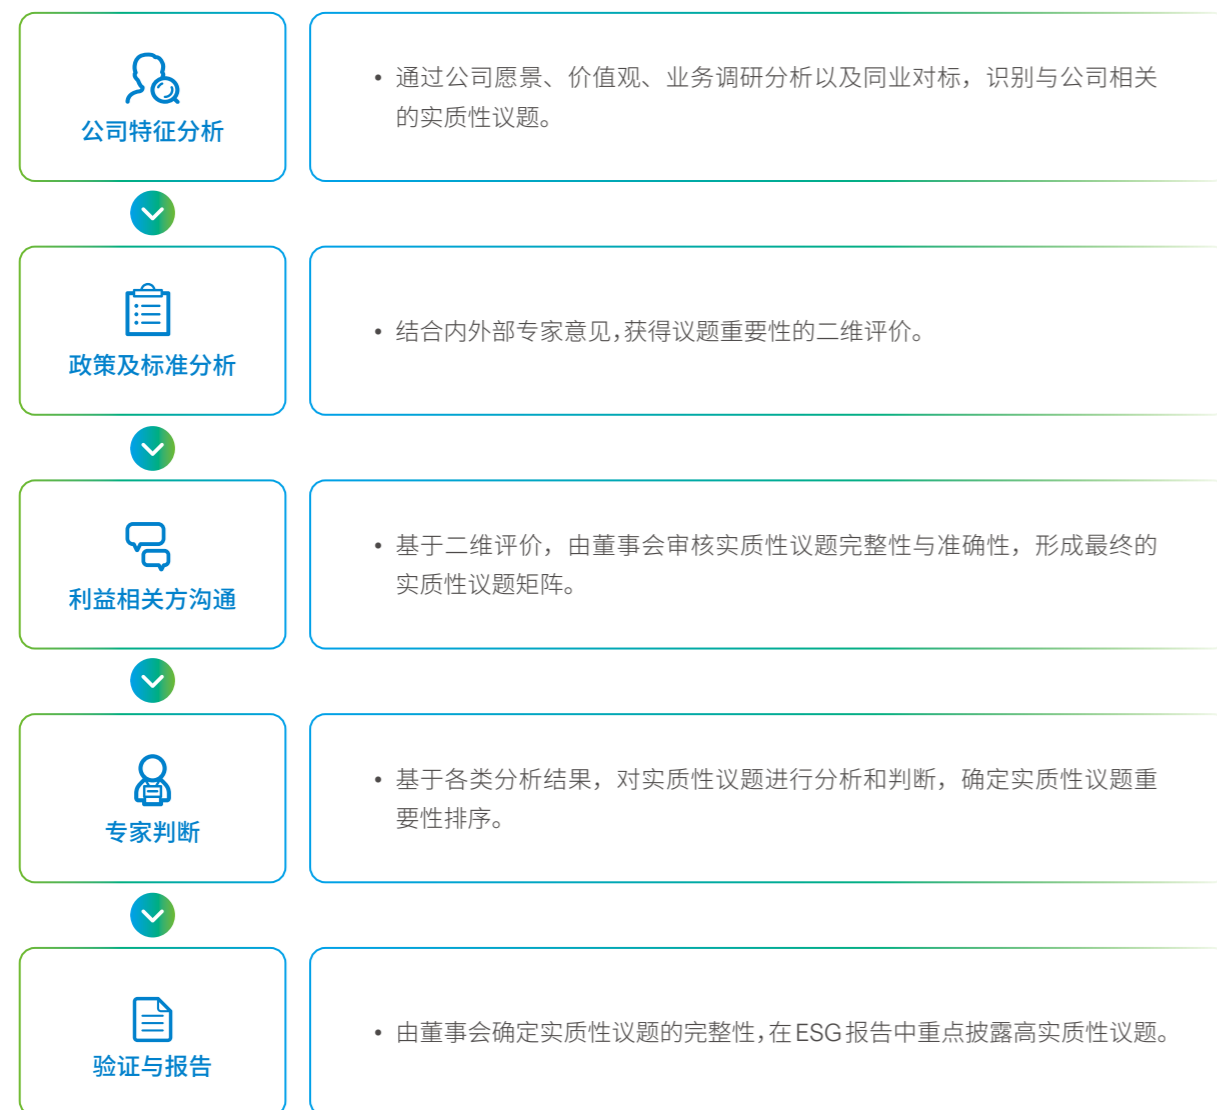 公司特征分析
• 通过公司愿景、价值观、业务调研分析以及同业对标，识别与公司相关
的实质性议题。
政策及标准分析
• 结合内外部专家意见，获得议题重要性的二维评价。
利益相关方沟通
• 基于二维评价，由董事会审核实质性议题完整性与准确性，形成最终的
实质性议题矩阵。
专家判断
• 基于各类分析结果，对实质性议题进行分析和判断，确定实质性议题重
要性排序。
验证与报告
• 由董事会确定实质性议题的完整性，在 ESG 报告中重点披露高实质性议题。